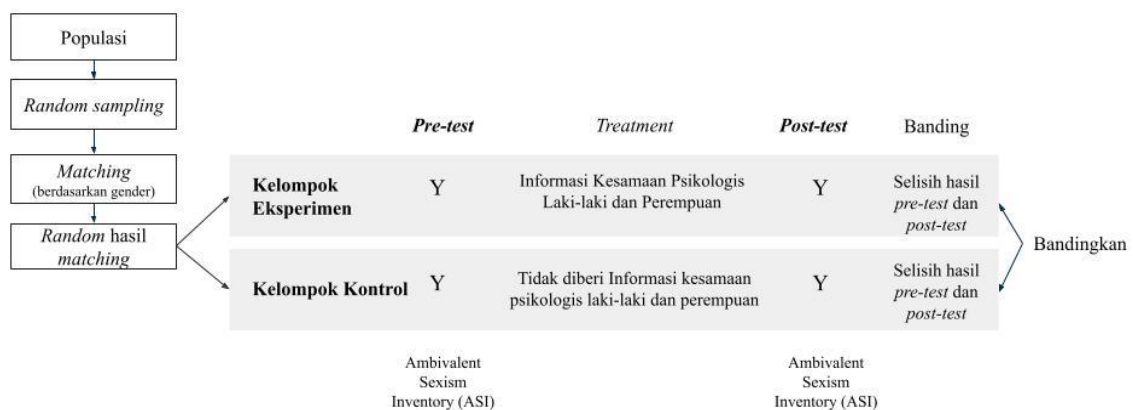 Populasi
Random sampling
Matching
(berdasarkan gender)
Random hasil
matching
Pre-test
Treatment
Post-test
Banding
Kelompok
Eksperimen
Y
Informasi Kesamaan Psikologis
Laki-laki dan Perempuan
Y
Selisih hasil
pre-test dan
post-test
Kelompok Kontrol
Y
Tidak diberi Informasi kesamaan
psikologis laki-laki dan perempuan
Y
Selisih hasil
pre-test dan
post-test
Bandingkan
Ambivalent
Sexism
Inventory (ASI)
Ambivalent
Sexism
Inventory (ASI)